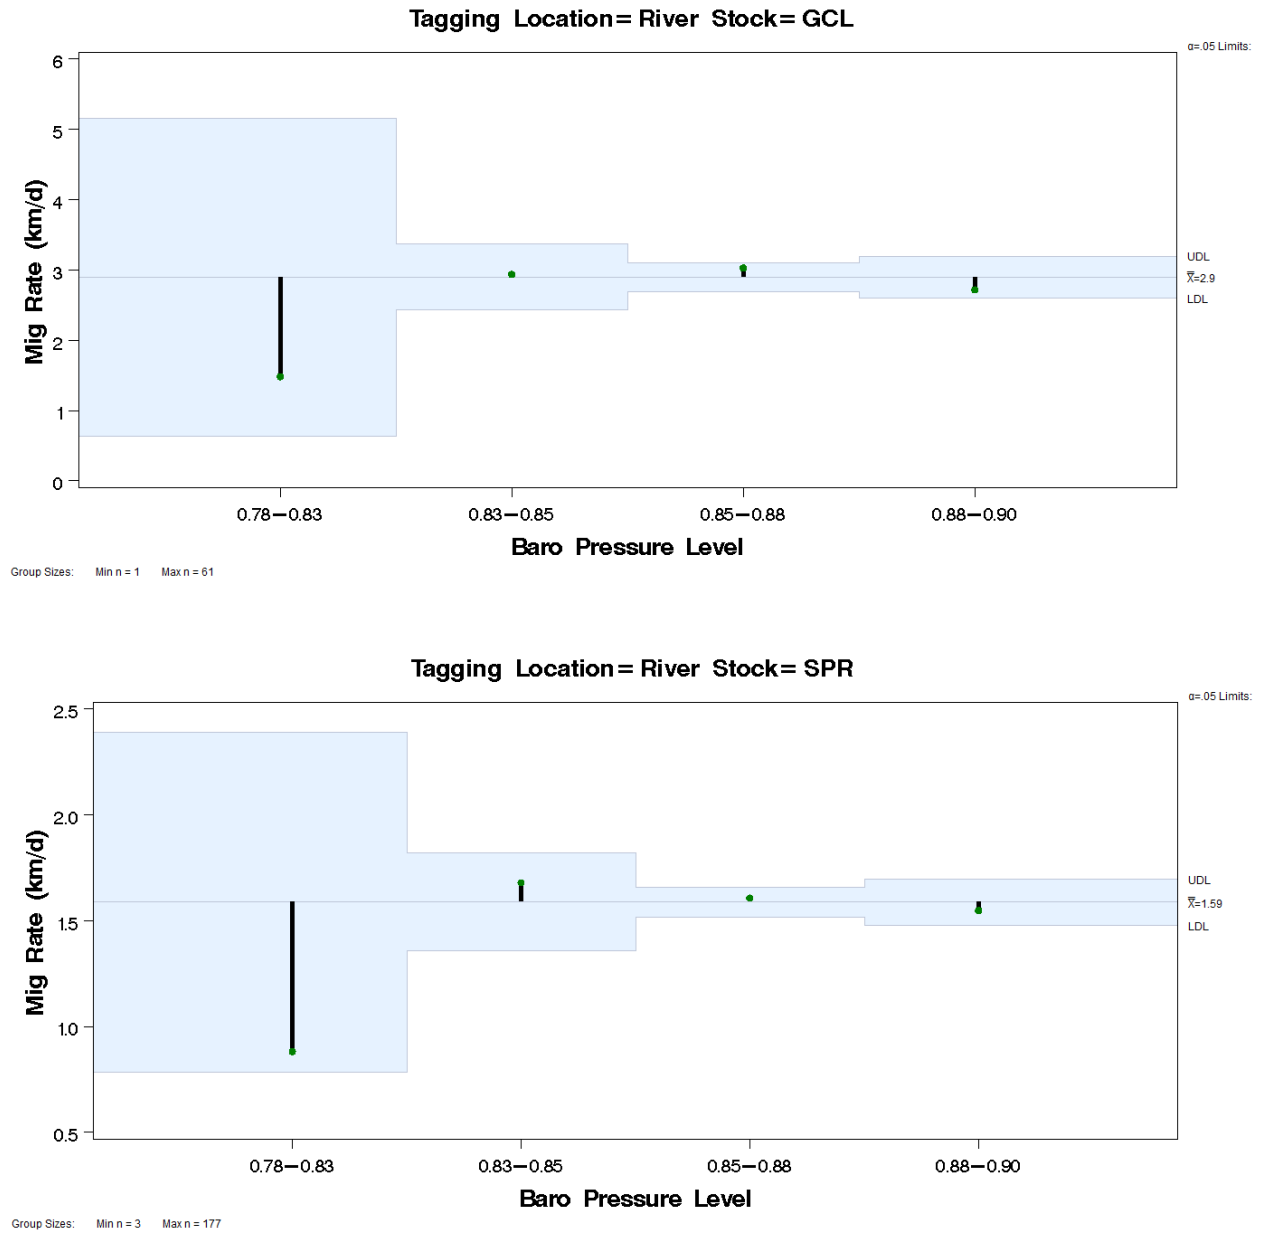 Tagging Location= River Stock= GCL
α=.05 Limits:
6
5
4
3
2
1
0
Mig Rate (km/d)
UDL
X̿=2.9
LDL
0.78-0.83 0.83-0.85 0.85-0.88 0.88-0.90
Baro Pressure Level
Group Sizes: Min n = 1 Max n = 61
Tagging Location= River Stock= SPR
α=.05 Limits:
2.5
2.0
1.5
1.0
0.5
Mig Rate (km/d)
UDL
X̿=1.59
LDL
0.78-0.83 0.83-0.85 0.85-0.88 0.88-0.90
Baro Pressure Level
Group Sizes: Min n = 3 Max n = 177